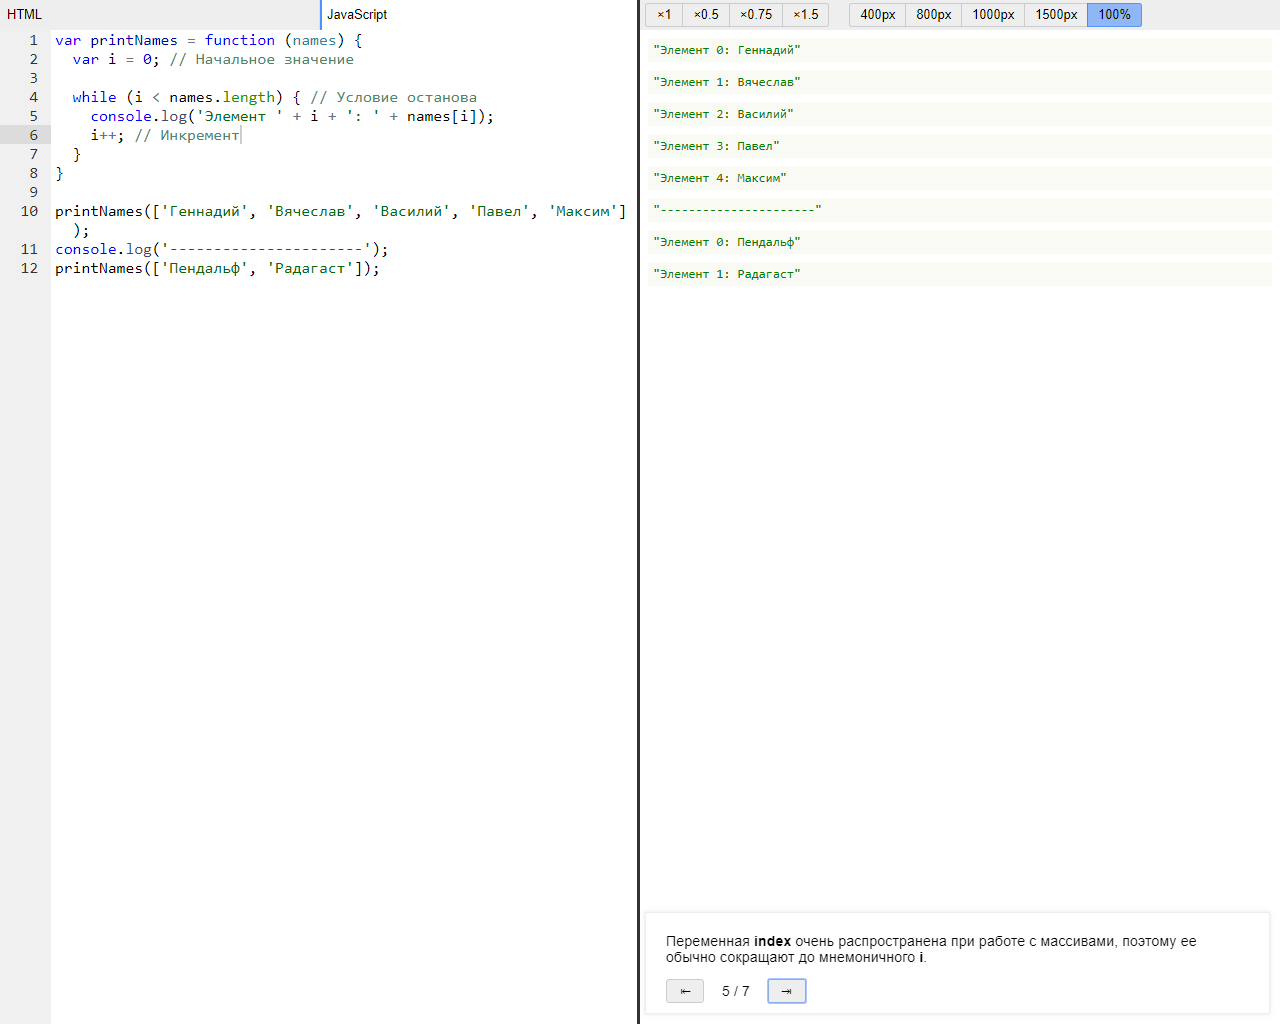 HTML
JavaScript
1 var printNames = function (names) {
2 var i = 0; // Начальное значение
3
4 while (i < names.length) { // Условие останова
5 console.log('Элемент ' + i + ': ' + names[i]);
6 i++; // Инкремент
7 }
8 }
9
10 printNames(['Геннадий', 'Вячеслав', 'Василий', 'Павел', 'Максим']
);
11 console.log('----------------------');
12 printNames(['Пендальф', 'Радагаст']);
×1 ×0.5 ×0.75 ×1.5 400px 800px 1000px 1500px 100%
"Элемент 0: Геннадий"
"Элемент 1: Вячеслав"
"Элемент 2: Василий"
"Элемент 3: Павел"
"Элемент 4: Максим"
"----------------------"
"Элемент 0: Пендальф"
"Элемент 1: Радагаст"
Переменная index очень распространена при работе с массивами, поэтому ее
обычно сокращают до мнемоничного i.
⇤ 5 / 7 ⇥